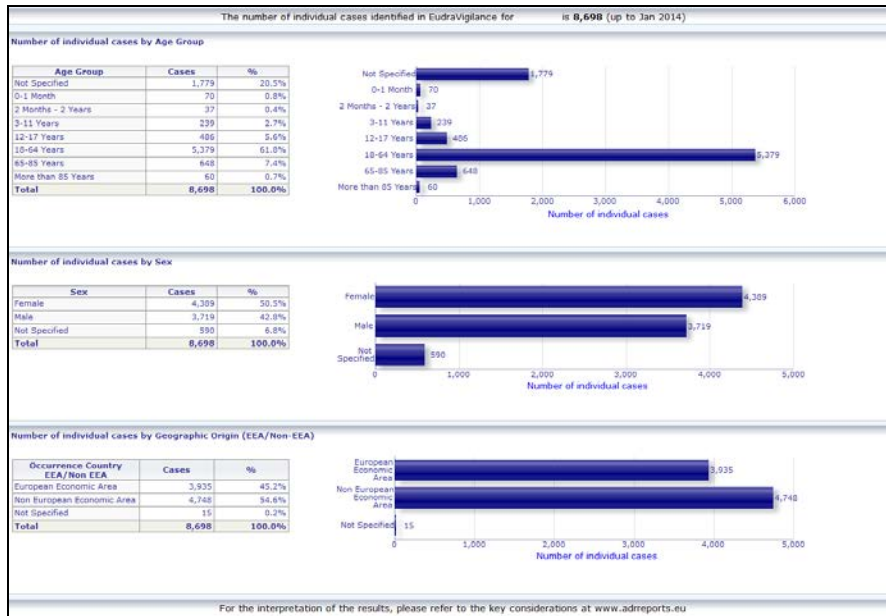 The number of individual cases identified in EudraVigilance for is 8,698 (up to Jan 2014)
Number of individual cases by Age Group
Age Group Cases %
Not Specified 1,779 20.5%
0-1 Month 70 0.8%
2 Months - 2 Years 37 0.4%
3-11 Years 239 2.7%
12-17 Years 486 5.6%
18-64 Years 5,379 61.8%
65-85 Years 648 7.4%
More than 85 Years 60 0.7%
Total 8,698 100.0%
Not Specified 1,779
0-1 Month 70
2 Months - 2 Years 37
3-11 Years 239
12-17 Years 486
18-64 Years 5,379
65-85 Years 648
More than 85 Years 60
0 1,000 2,000 3,000 4,000 5,000 6,000
Number of individual cases
Number of individual cases by Sex
Sex Cases %
Female 4,389 50.5%
Male 3,719 42.8%
Not Specified 590 6.8%
Total 8,698 100.0%
Female 4,389
Male 3,719
Not
Specified 590
0 1,000 2,000 3,000 4,000 5,000
Number of individual cases
Number of individual cases by Geographic Origin (EEA/Non-EEA)
Occurrence Country
EEA/Non EEA Cases %
European Economic Area 3,935 45.2%
Non European Economic Area 4,748 54.6%
Not Specified 15 0.2%
Total 8,698 100.0%
European
Economic
Area 3,935
Non European
Economic
Area 4,748
Not Specified 15
0 1,000 2,000 3,000 4,000 5,000
Number of individual cases
For the interpretation of the results, please refer to the key considerations at www.adrreports.eu